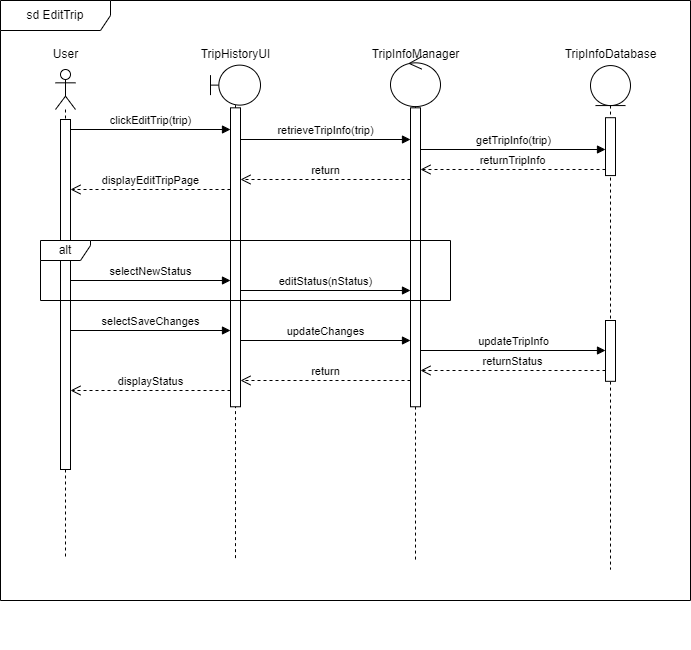 sd EditTrip
User
TripHistoryUI
TripInfoManager
TripInfoDatabase
clickEditTrip(trip)
retrieveTripInfo(trip)
getTripInfo(trip)
returnTripInfo
return
displayEditTripPage
alt
selectNewStatus
editStatus(nStatus)
selectSaveChanges
updateChanges
updateTripInfo
returnStatus
return
displayStatus